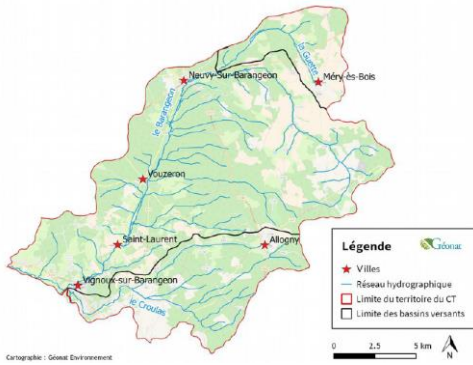 la Guette
Neuvy-Sur-Barangeon
Méry-ès-Bois
le Barangeon
Vouzeron
Saint-Laurent
Allogny
Vignoux-sur-Barangeon
le Croulas
Légende
Géonat
Villes
Réseau hydrographique
Limite du territoire du CT
Limite des bassins versants
0 2.5 5 km
N
Cartographie : Géonat Environnement